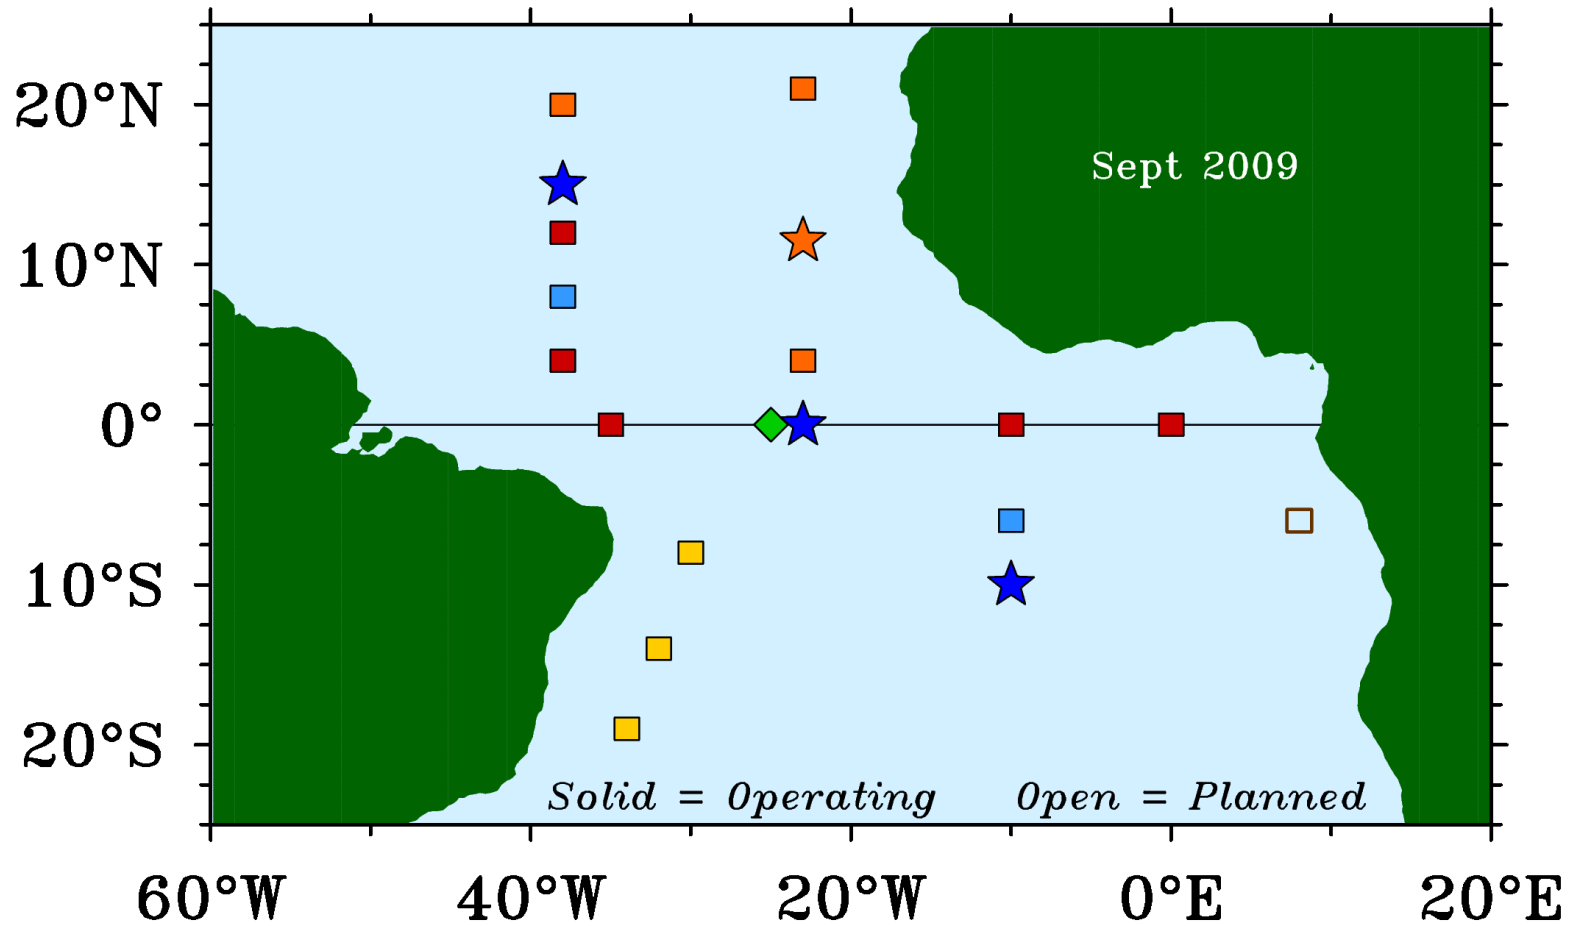 20°N
Sept 2009
10°N
0°
10°S
20°S
Solid = Operating Open = Planned
60°W 40°W 20°W 0°E 20°E